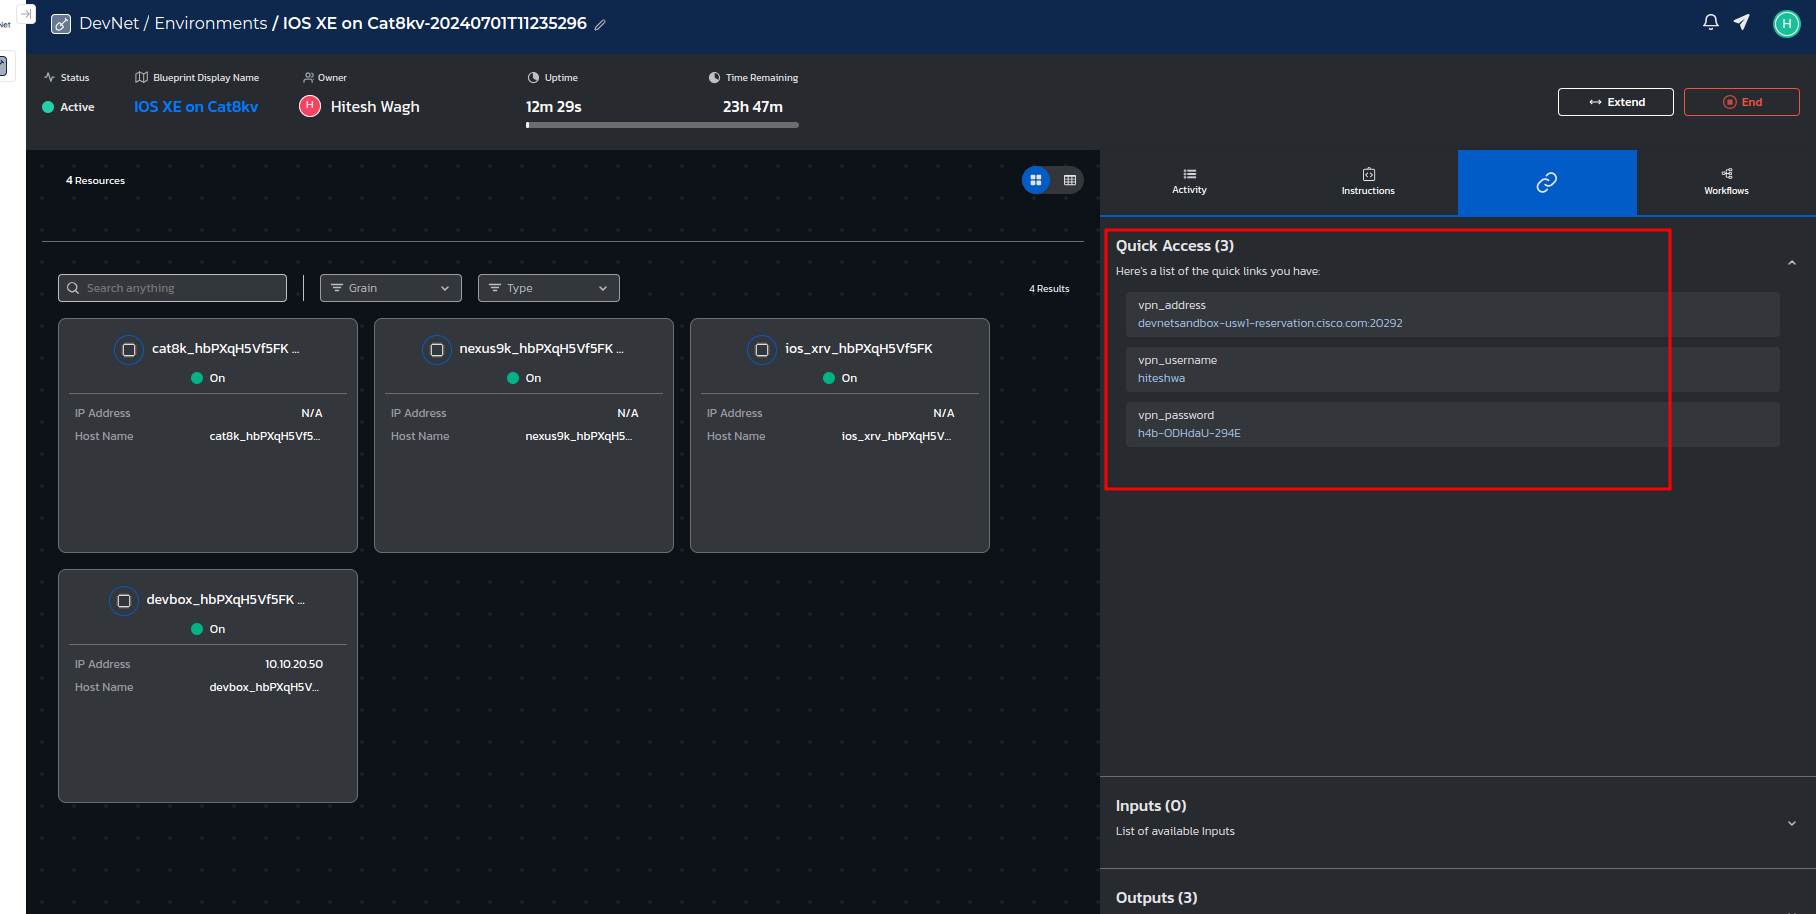 Net
DevNet / Environments / IOS XE on Cat8kv-20240701T11235296
H
Status
Blueprint Display Name
Owner
Uptime
Time Remaining
Active
IOS XE on Cat8kv
H
Hitesh Wagh
12m 29s
23h 47m
Extend
End
4 Resources
Activity
Instructions
Workflows
Quick Access (3)
Here's a list of the quick links you have:
vpn_address
devnetsandbox-usw1-reservation.cisco.com:20292
vpn_username
hiteshwa
vpn_password
h4b-ODHdaU-294E
Search anything
Grain
Type
4 Results
cat8k_hbPXqH5Vf5FK ...
On
IP Address N/A
Host Name cat8k_hbPXqH5Vf5...
nexus9k_hbPXqH5Vf5FK ...
On
IP Address N/A
Host Name nexus9k_hbPXqH5...
ios_xrv_hbPXqH5Vf5FK
On
IP Address N/A
Host Name ios_xrv_hbPXqH5V...
devbox_hbPXqH5Vf5FK ...
On
IP Address 10.10.20.50
Host Name devbox_hbPXqH5V...
Inputs (0)
List of available Inputs
Outputs (3)